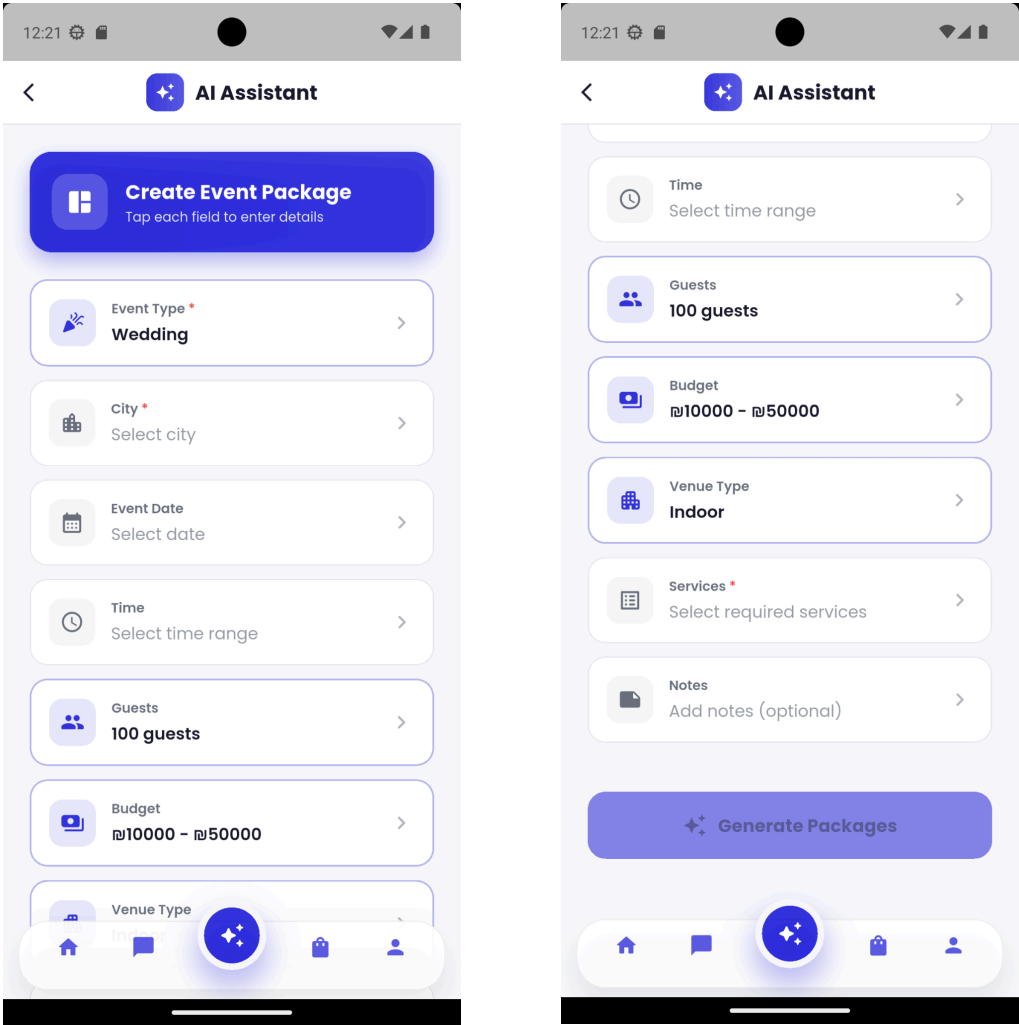 12:21
AI Assistant
Create Event Package
Tap each field to enter details
Event Type *
Wedding
City *
Select city
Event Date
Select date
Time
Select time range
Guests
100 guests
Budget
₪10000 - ₪50000
Venue Type
Indoor
12:21
AI Assistant
Time
Select time range
Guests
100 guests
Budget
₪10000 - ₪50000
Venue Type
Indoor
Services *
Select required services
Notes
Add notes (optional)
Generate Packages